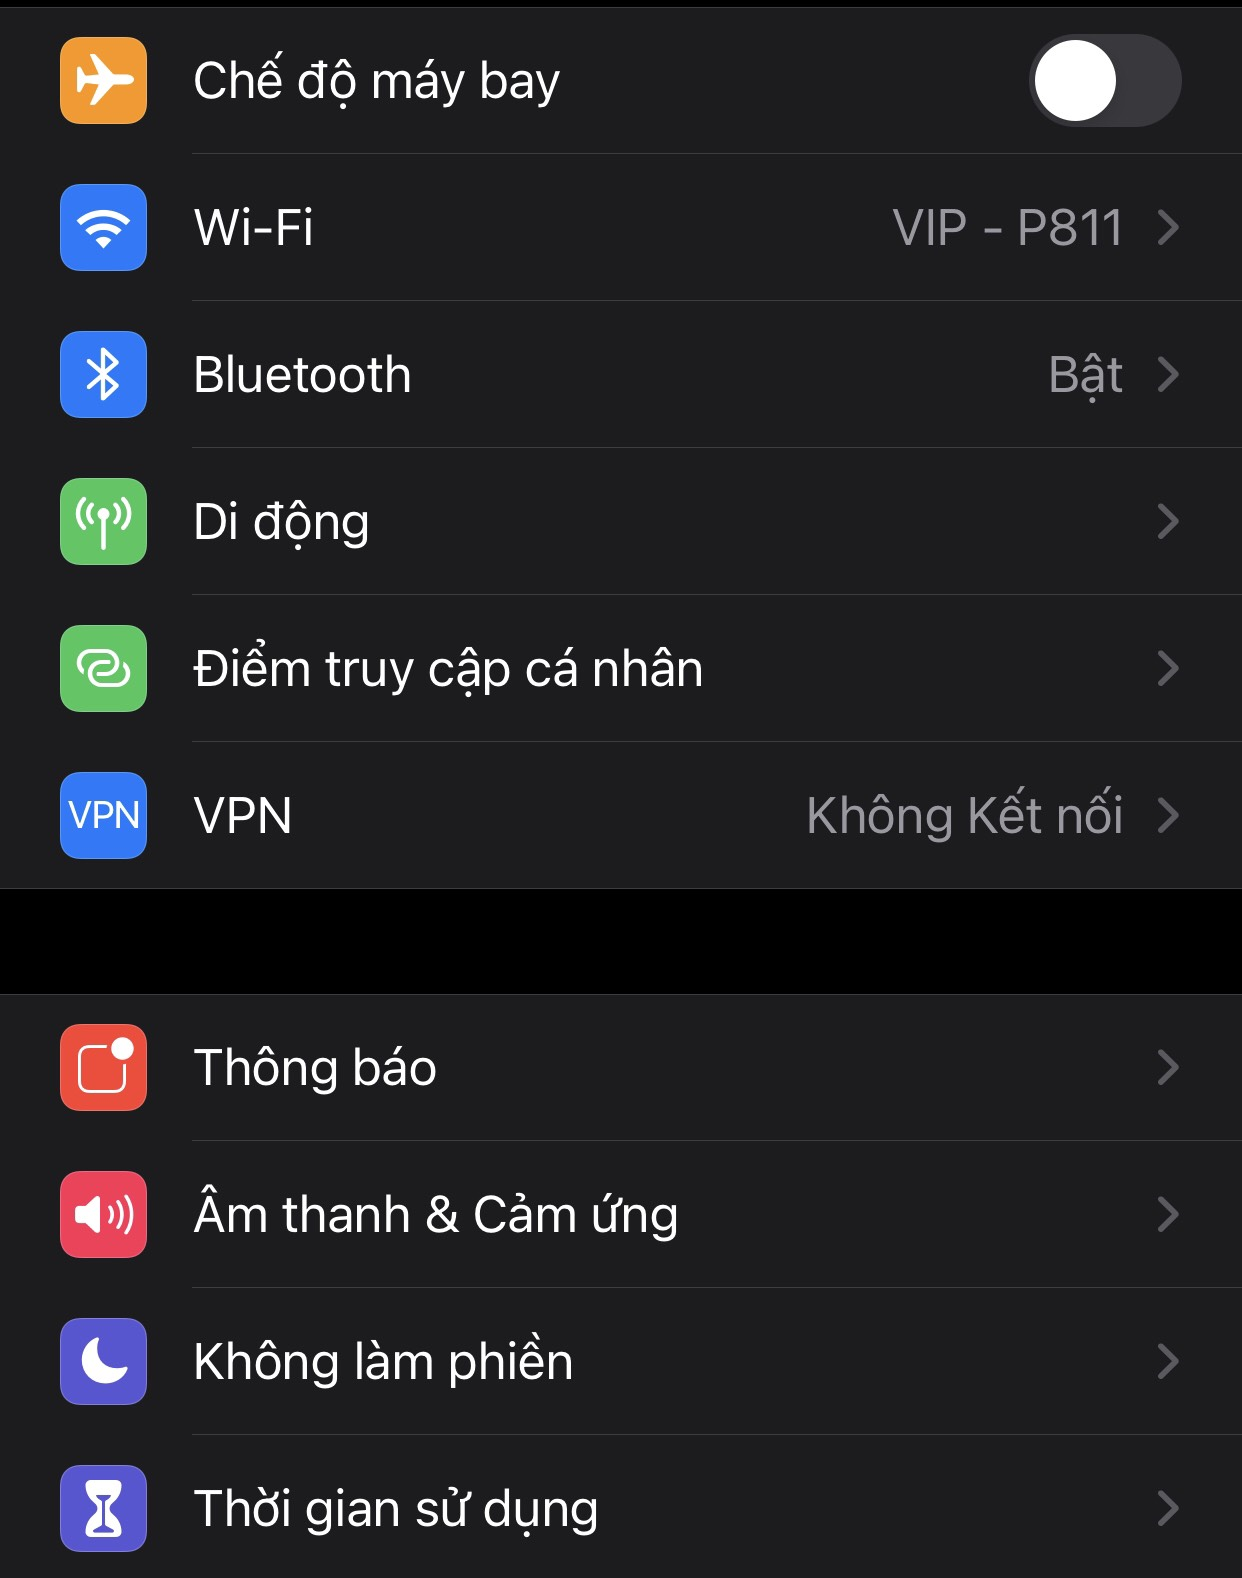 Chế độ máy bay
Wi-Fi VIP - P811
Bluetooth Bật
Di động
Điểm truy cập cá nhân
VPN VPN Không Kết nối
Thông báo
Âm thanh & Cảm ứng
Không làm phiền
Thời gian sử dụng